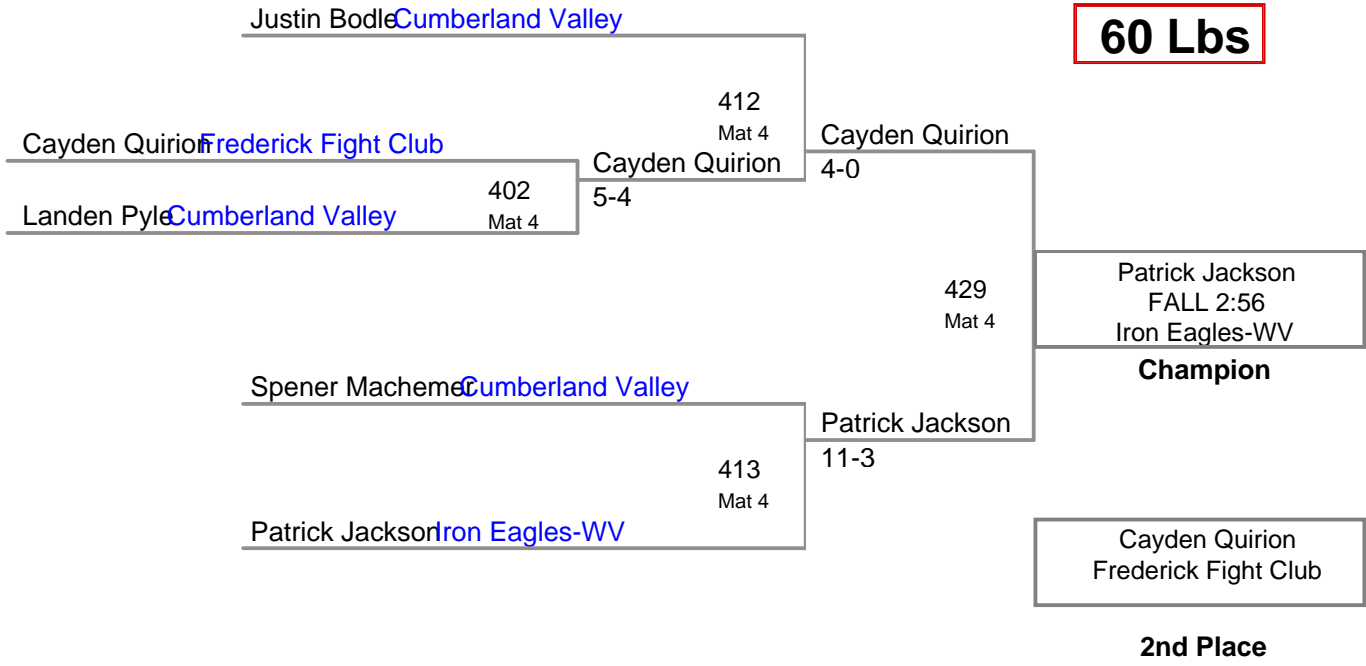 Justin Bodle Cumberland Valley
60 Lbs
412
Mat 4
Cayden Quirion Frederick Fight Club
Cayden Quirion
4-0
Cayden Quirion
5-4
402
Mat 4
Landen Pyle Cumberland Valley
Patrick Jackson
FALL 2:56
Iron Eagles-WV
Champion
429
Mat 4
Spener Machemer Cumberland Valley
Patrick Jackson
11-3
413
Mat 4
Patrick Jackson Iron Eagles-WV
Cayden Quirion
Frederick Fight Club
2nd Place